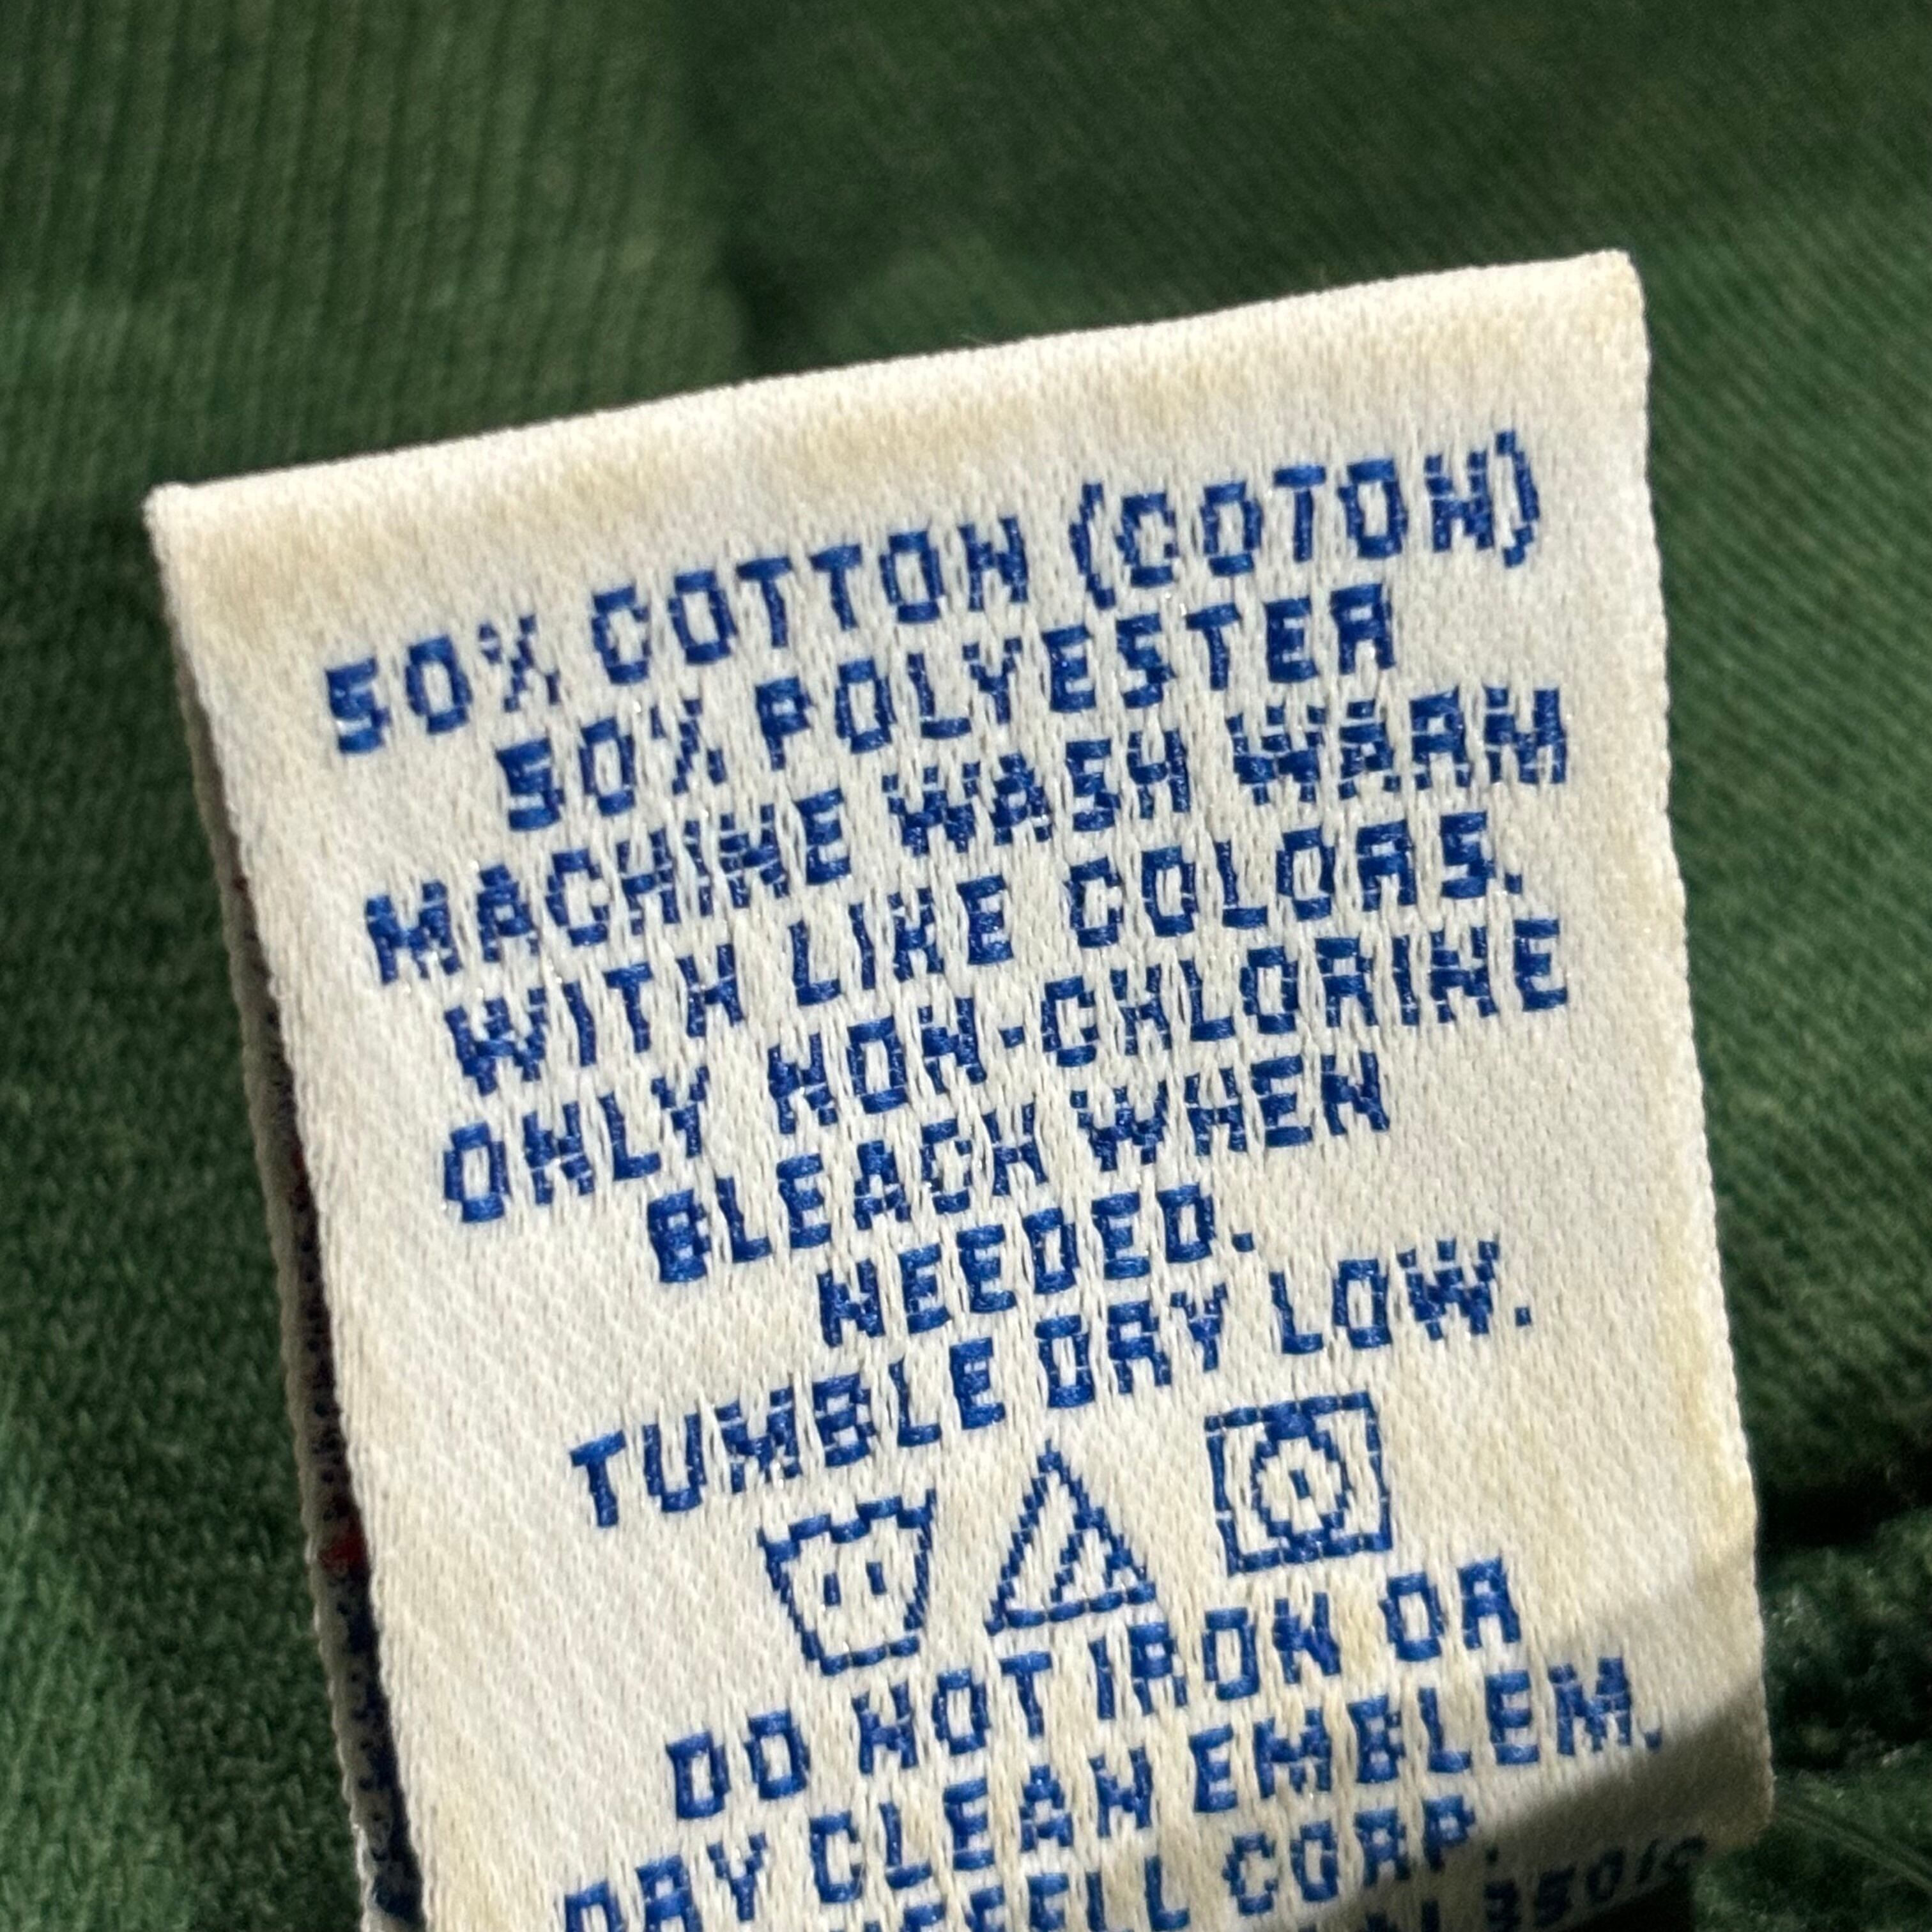 50% COTTON (COTON)
50% POLYESTER
MACHINE WASH WARM
WITH LIKE COLORS.
ONLY NON-CHLORINE
BLEACH WHEN
NEEDED.
TUMBLE DRY LOW.
DO NOT IRON OR
DRY CLEAN EMBLEM.
CORP.